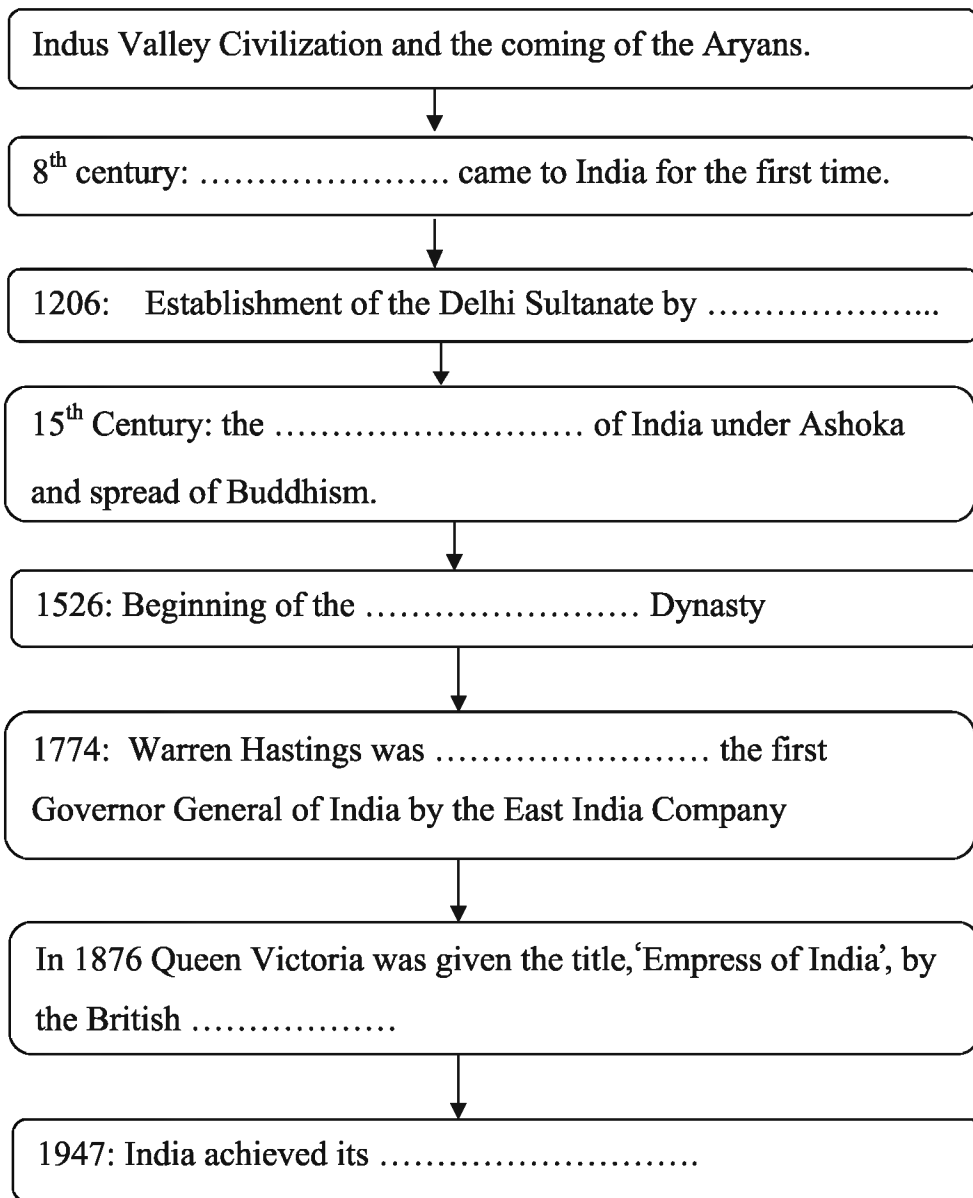 Indus Valley Civilization and the coming of the Aryans.
8th century: …………………… came to India for the first time.
1206: Establishment of the Delhi Sultanate by …………………...
15th Century: the ………………………… of India under Ashoka
and spread of Buddhism.
1526: Beginning of the ……………………… Dynasty
1774: Warren Hastings was ……………………… the first
Governor General of India by the East India Company
In 1876 Queen Victoria was given the title,‘Empress of India’, by
the British ………………
1947: India achieved its ………………………….